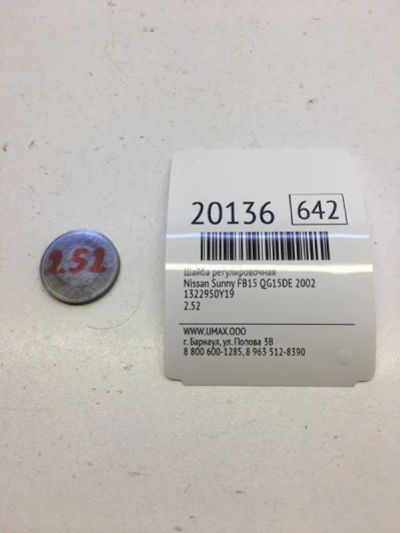 2.52
20136 642
Шайба регулировочная
Nissan Sunny FB15 QG15DE 2002
1322950Y19
2.52
WWW.UMAX.OOO
г. Барнаул, ул. Попова 3В
8 800 600-1285, 8 963 512-8390